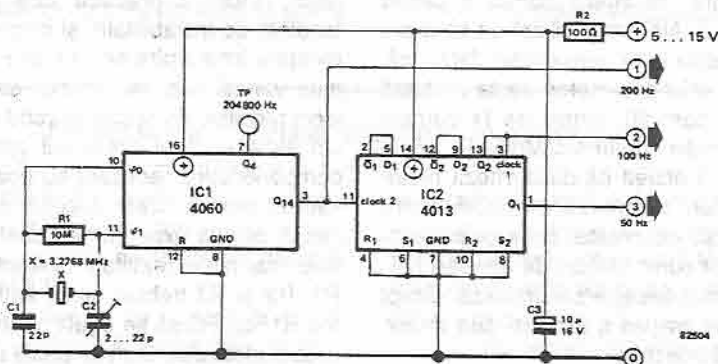 R2
100Ω
+
5 ... 15 V
1
200 Hz
TP
204800 Hz
2
100 Hz
16
7
2 5 14 12 9 13 3
+
Q4
Q̅1 D1 + Q̅2 D2 Q2 clock 1
10
φ0
IC1
4060
Q14
3
11
clock 2
IC2
4013
Q1
1
3
50 Hz
R1
10M
11
φ1
R
GND
12
8
R1 S1 GND R2 S2
4 6 7 10 8
X = 3.2768 MHz
X
C1
22p
C2
2 ... 22p
C3
10µ
16 V
82504
0